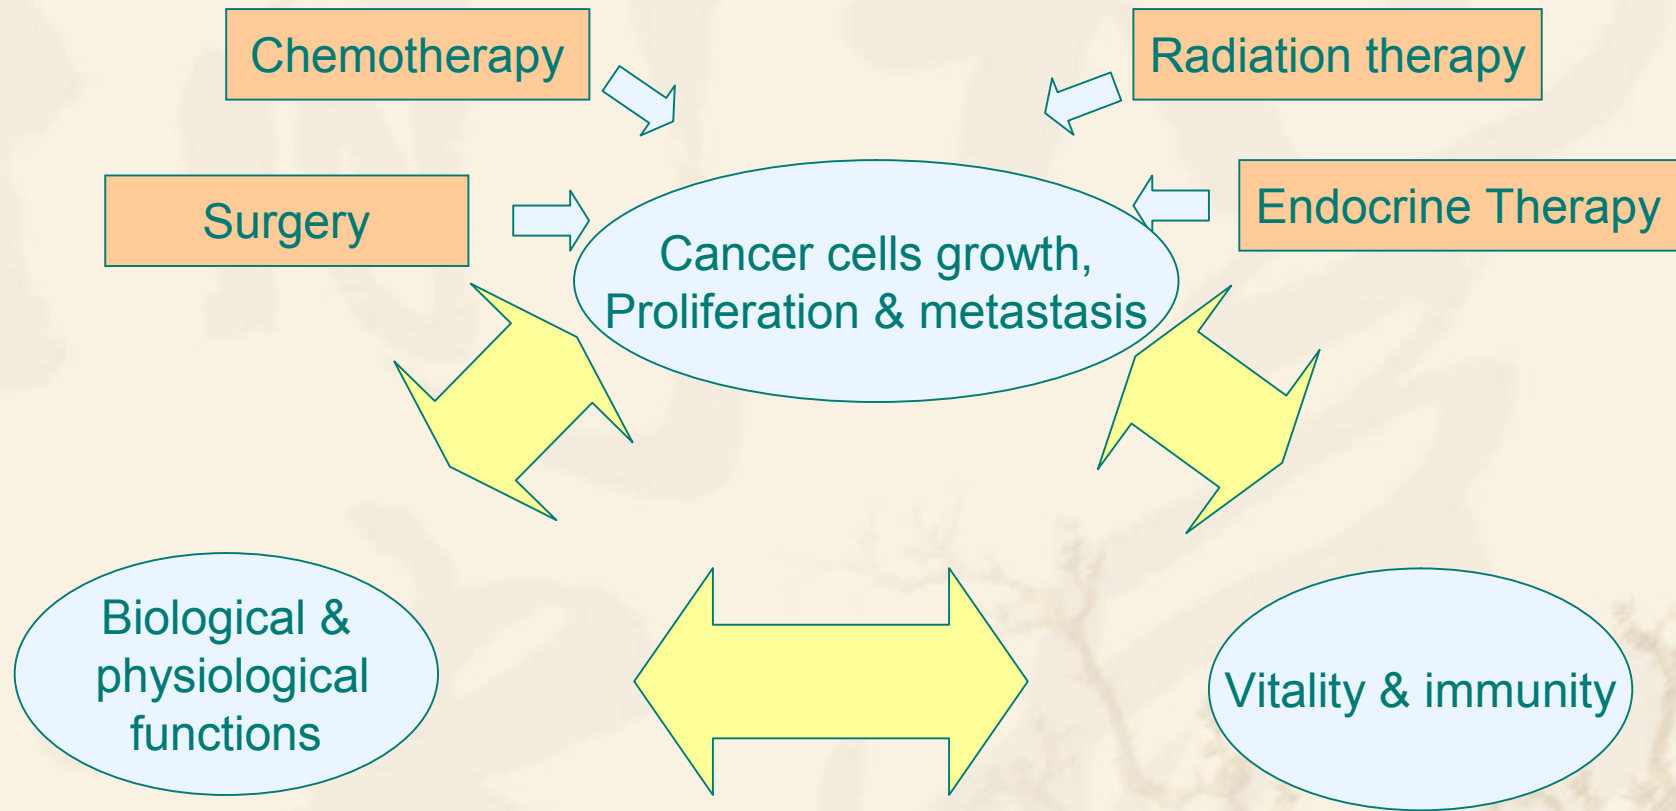 Chemotherapy
Radiation therapy
Surgery
Endocrine Therapy
Cancer cells growth,
Proliferation & metastasis
Biological &
physiological
functions
Vitality & immunity